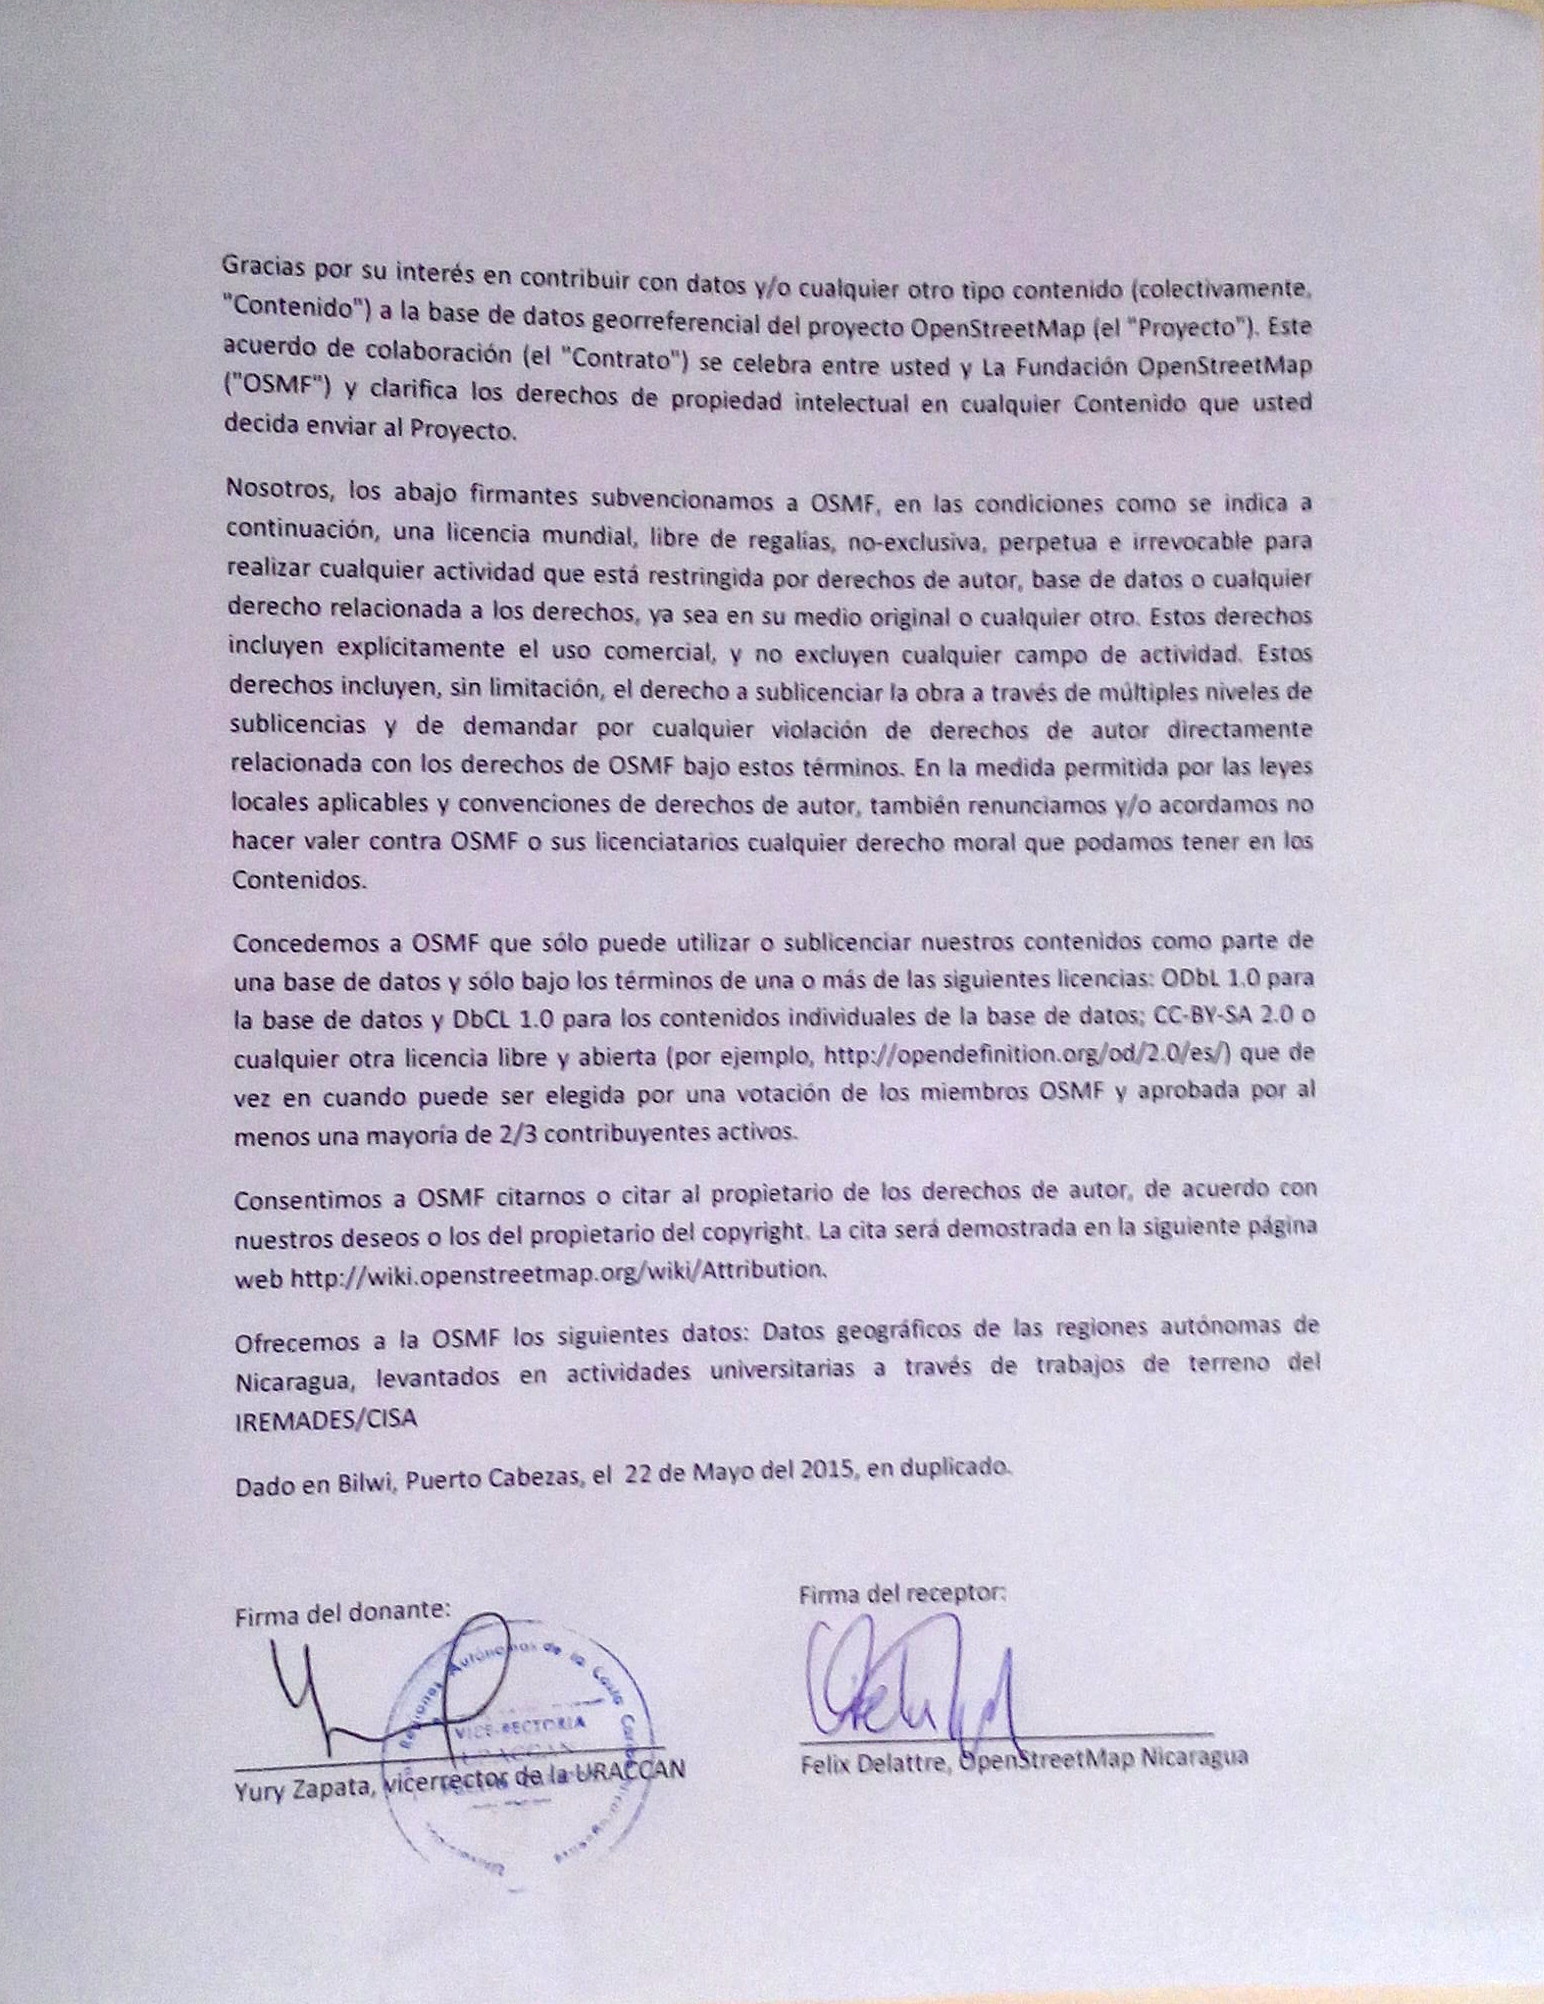 Gracias por su interés en contribuir con datos y/o cualquier otro tipo contenido (colectivamente,
"Contenido") a la base de datos georreferencial del proyecto OpenStreetMap (el "Proyecto"). Este
acuerdo de colaboración (el "Contrato") se celebra entre usted y La Fundación OpenStreetMap
("OSMF") y clarifica los derechos de propiedad intelectual en cualquier Contenido que usted
decida enviar al Proyecto.
Nosotros, los abajo firmantes subvencionamos a OSMF, en las condiciones como se indica a
continuación, una licencia mundial, libre de regalías, no-exclusiva, perpetua e irrevocable para
realizar cualquier actividad que está restringida por derechos de autor, base de datos o cualquier
derecho relacionada a los derechos, ya sea en su medio original o cualquier otro. Estos derechos
incluyen explícitamente el uso comercial, y no excluyen cualquier campo de actividad. Estos
derechos incluyen, sin limitación, el derecho a sublicenciar la obra a través de múltiples niveles de
sublicencias y de demandar por cualquier violación de derechos de autor directamente
relacionada con los derechos de OSMF bajo estos términos. En la medida permitida por las leyes
locales aplicables y convenciones de derechos de autor, también renunciamos y/o acordamos no
hacer valer contra OSMF o sus licenciatarios cualquier derecho moral que podamos tener en los
Contenidos.
Concedemos a OSMF que sólo puede utilizar o sublicenciar nuestros contenidos como parte de
una base de datos y sólo bajo los términos de una o más de las siguientes licencias: ODbL 1.0 para
la base de datos y DbCL 1.0 para los contenidos individuales de la base de datos; CC-BY-SA 2.0 o
cualquier otra licencia libre y abierta (por ejemplo, http://opendefinition.org/od/2.0/es/) que de
vez en cuando puede ser elegida por una votación de los miembros OSMF y aprobada por al
menos una mayoría de 2/3 contribuyentes activos.
Consentimos a OSMF citarnos o citar al propietario de los derechos de autor, de acuerdo con
nuestros deseos o los del propietario del copyright. La cita será demostrada en la siguiente página
web http://wiki.openstreetmap.org/wiki/Attribution.
Ofrecemos a la OSMF los siguientes datos: Datos geográficos de las regiones autónomas de
Nicaragua, levantados en actividades universitarias a través de trabajos de terreno del
IREMADES/CISA
Dado en Bilwi, Puerto Cabezas, el 22 de Mayo del 2015, en duplicado.
Firma del donante:
Firma del receptor:
Regiones Autónomas de la Costa
VICE-RECTORIA
URACCAN
Yury Zapata, vicerrector de la URACCAN
Felix Delattre, OpenStreetMap Nicaragua